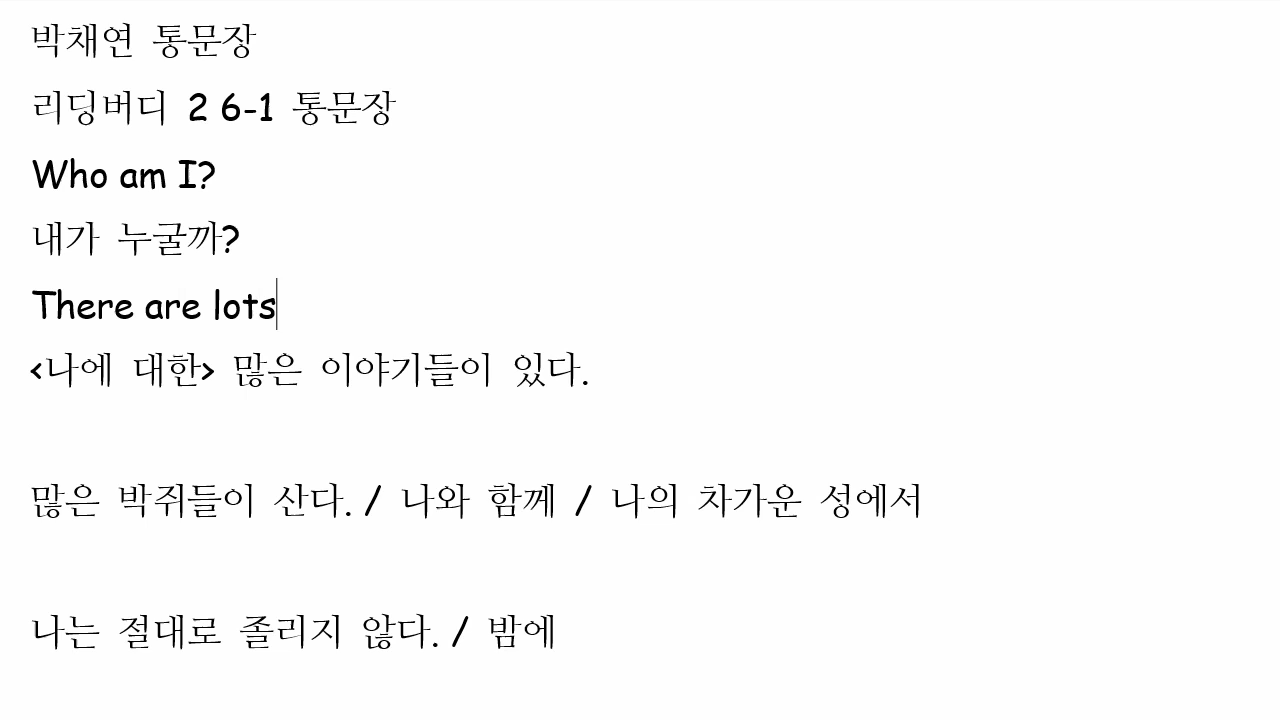 박채연 통문장
리딩버디 2 6-1 통문장
Who am I?
내가 누굴까?
There are lots
<나에 대한> 많은 이야기들이 있다.
많은 박쥐들이 산다. / 나와 함께 / 나의 차가운 성에서
나는 절대로 졸리지 않다. / 밤에